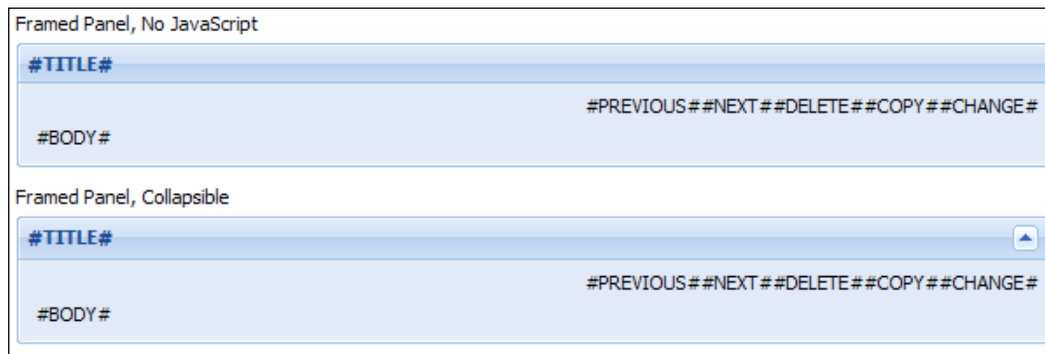 Framed Panel, No JavaScript
#TITLE#
#PREVIOUS##NEXT##DELETE##COPY##CHANGE#
#BODY#
Framed Panel, Collapsible
#TITLE#
#PREVIOUS##NEXT##DELETE##COPY##CHANGE#
#BODY#